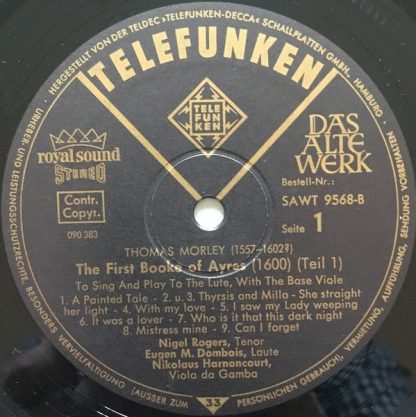 HERGESTELLT VON DER TELDEC »TELEFUNKEN-DECCA« SCHALLPLATTEN GMBH., HAMBURG ·
URHEBER- UND LEISTUNGSSCHUTZRECHTE, BESONDERS VERVIELFÄLTIGUNG (AUSSER ZUM PERSÖNLICHEN GEBRAUCH), VERMIETUNG, AUFFÜHRUNG, SENDUNG VORBEHALTEN
TELEFUNKEN
TELE
FUN
KEN
royal sound
STEREO
Contr.
Copyr.
090 383
DAS
ALTE
WERK
Bestell-Nr.:
SAWT 9568-B
Seite 1
THOMAS MORLEY (1557-1602?)
The First Booke of Ayres (1600) (Teil 1)
To Sing And Play To The Lute, With The Base Viole
1. A Painted Tale - 2. u. 3. Thyrsis and Milla - She straight
her light - 4. With my love - 5. I saw my Lady weeping
6. It was a lover - 7. Who is it that this dark night
8. Mistress mine - 9. Can I forget
Nigel Rogers, Tenor
Eugen M. Dombois, Laute
Nikolaus Harnoncourt,
Viola da Gamba
33